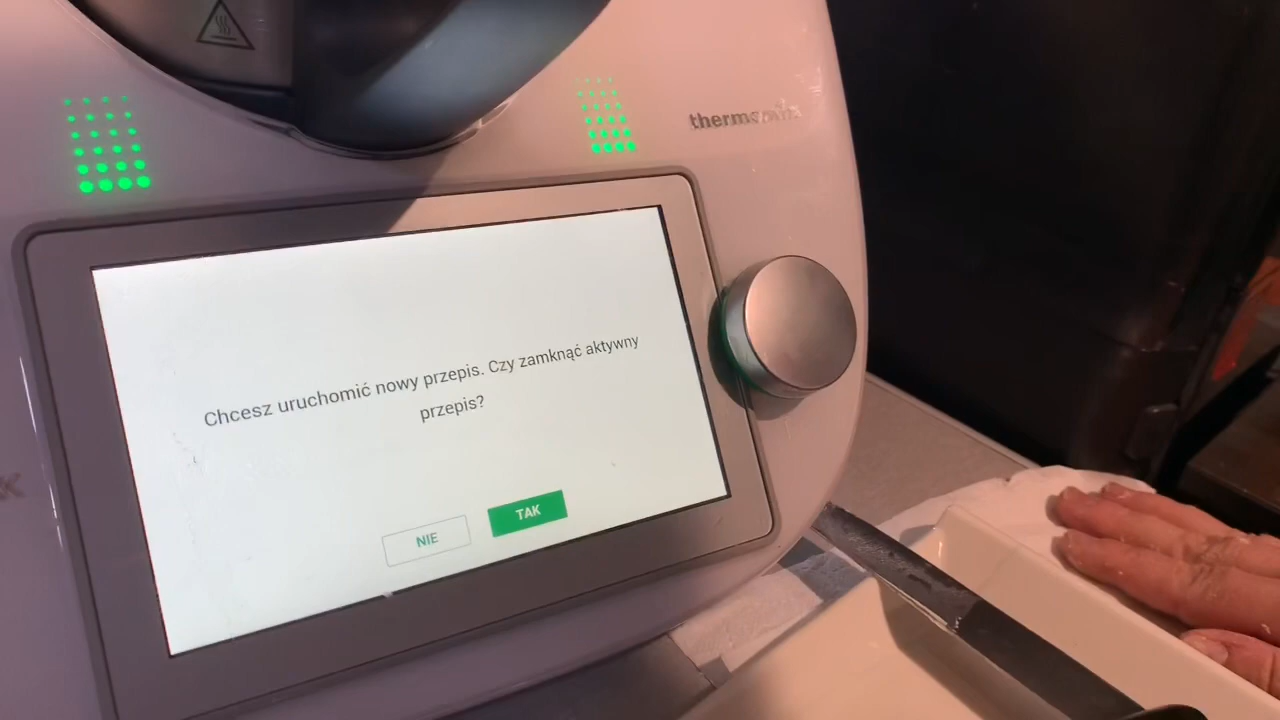 thermomix
Chcesz uruchomić nowy przepis. Czy zamknąć aktywny
przepis?
NIE
TAK